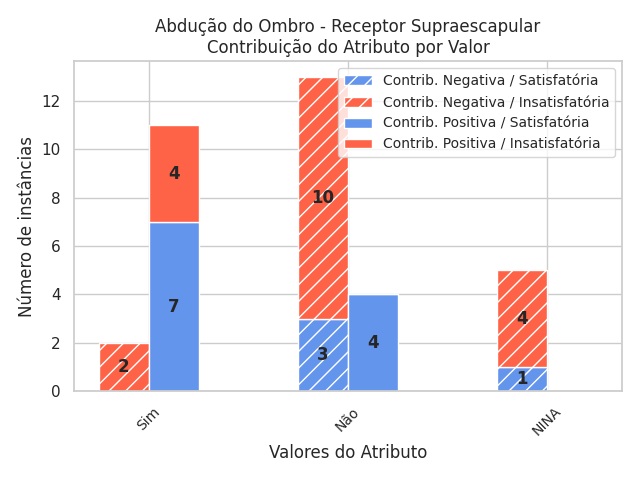 Abdução do Ombro - Receptor Supraescapular
Contribuição do Atributo por Valor
Contrib. Negativa / Satisfatória
Contrib. Negativa / Insatisfatória
Contrib. Positiva / Satisfatória
Contrib. Positiva / Insatisfatória
Número de instâncias
12
10
8
6
4
2
0
2
4
7
10
3
4
4
1
Sim
Não
NINA
Valores do Atributo